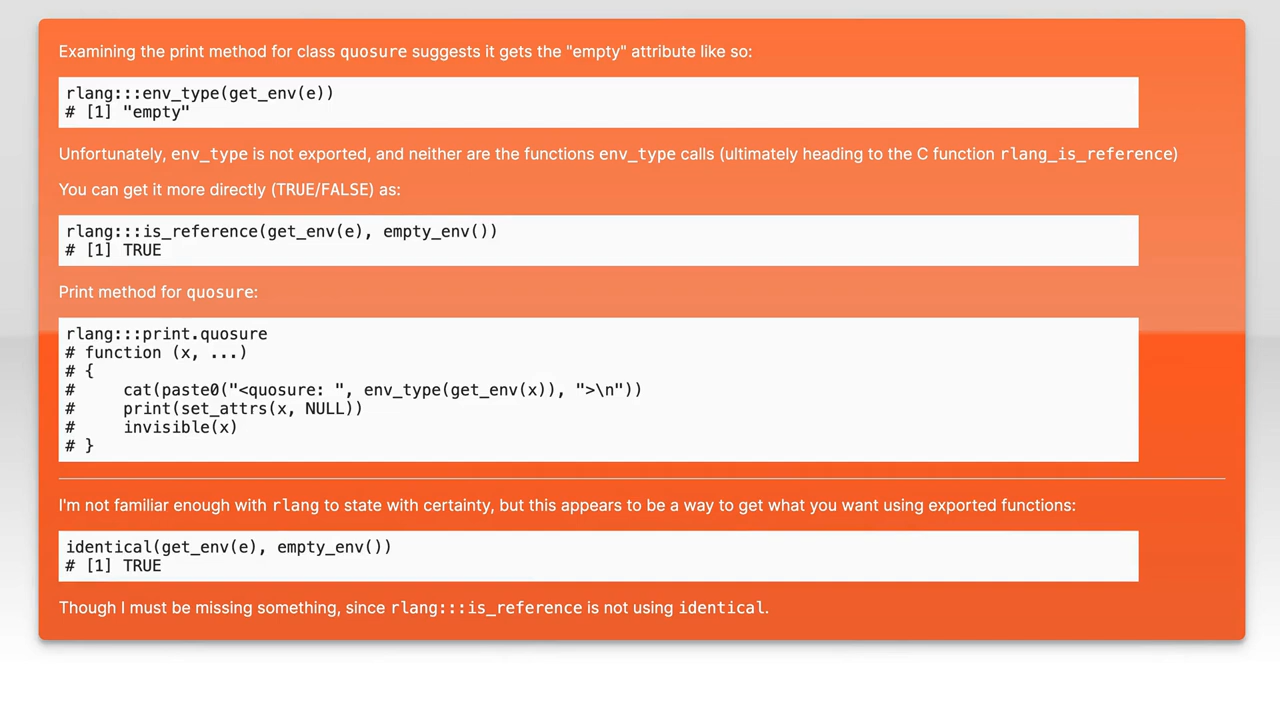 Examining the print method for class quosure suggests it gets the "empty" attribute like so:
rlang:::env_type(get_env(e))
# [1] "empty"
Unfortunately, env_type is not exported, and neither are the functions env_type calls (ultimately heading to the C function rlang_is_reference)
You can get it more directly (TRUE/FALSE) as:
rlang:::is_reference(get_env(e), empty_env())
# [1] TRUE
Print method for quosure:
rlang:::print.quosure
# function (x, ...)
# {
#     cat(paste0("<quosure: ", env_type(get_env(x)), ">\n"))
#     print(set_attrs(x, NULL))
#     invisible(x)
# }
I'm not familiar enough with rlang to state with certainty, but this appears to be a way to get what you want using exported functions:
identical(get_env(e), empty_env())
# [1] TRUE
Though I must be missing something, since rlang:::is_reference is not using identical.